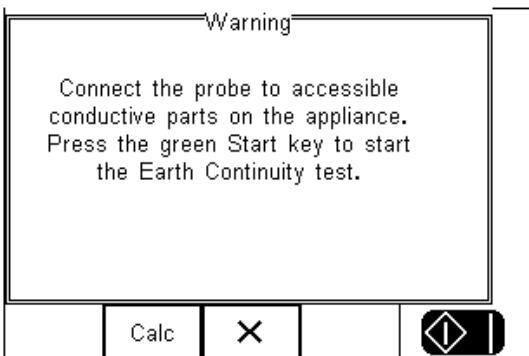 Warning
Connect the probe to accessible
conductive parts on the appliance.
Press the green Start key to start
the Earth Continuity test.
Calc